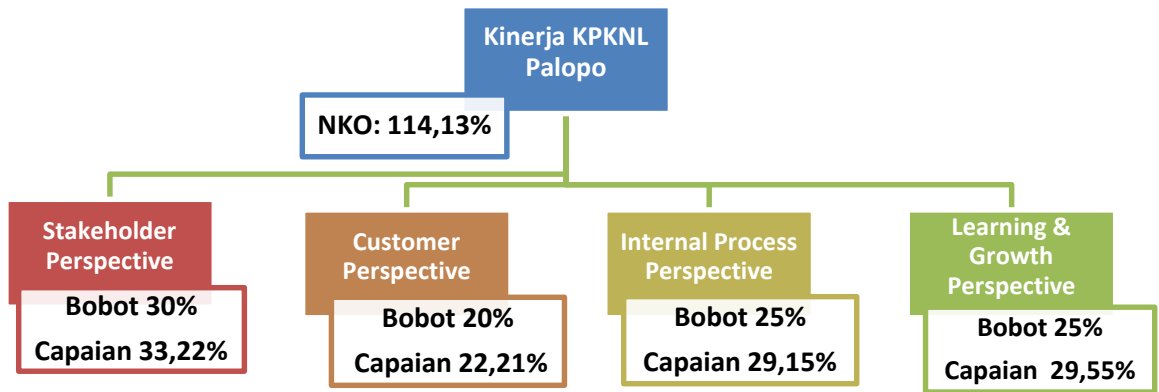 Kinerja KPKNL
Palopo
NKO: 114,13%
Stakeholder
Perspective
Bobot 30%
Capaian 33,22%
Customer
Perspective
Bobot 20%
Capaian 22,21%
Internal Process
Perspective
Bobot 25%
Capaian 29,15%
Learning &
Growth
Perspective
Bobot 25%
Capaian 29,55%